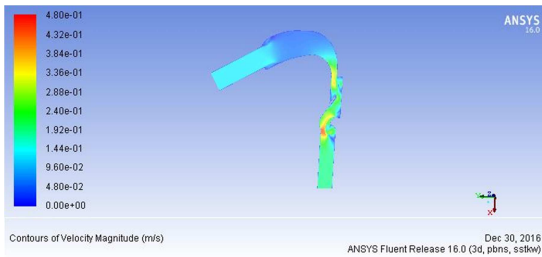 4.80e-01
4.32e-01
3.84e-01
3.36e-01
2.88e-01
2.40e-01
1.92e-01
1.44e-01
9.60e-02
4.80e-02
0.00e+00
ANSYS
16.0
Contours of Velocity Magnitude (m/s)
Dec 30, 2016
ANSYS Fluent Release 16.0 (3d, pbns, sstkw)